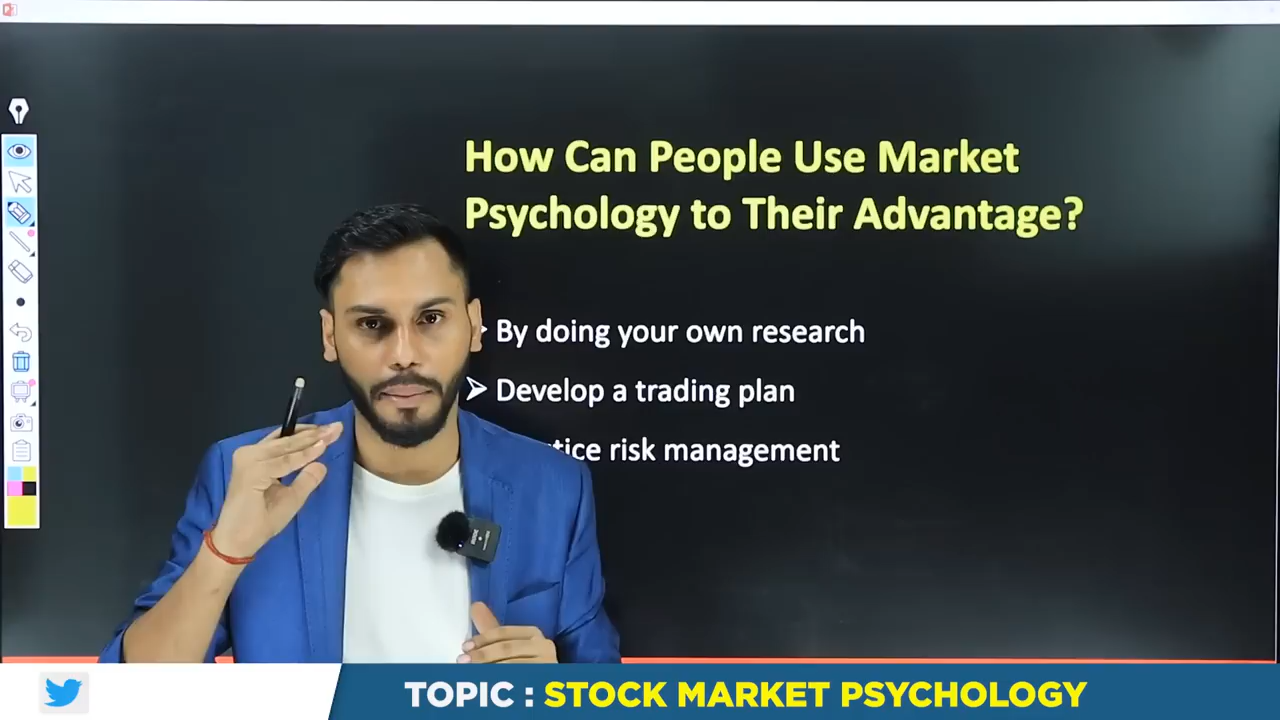 How Can People Use Market
Psychology to Their Advantage?
By doing your own research
Develop a trading plan
risk management
TOPIC : STOCK MARKET PSYCHOLOGY